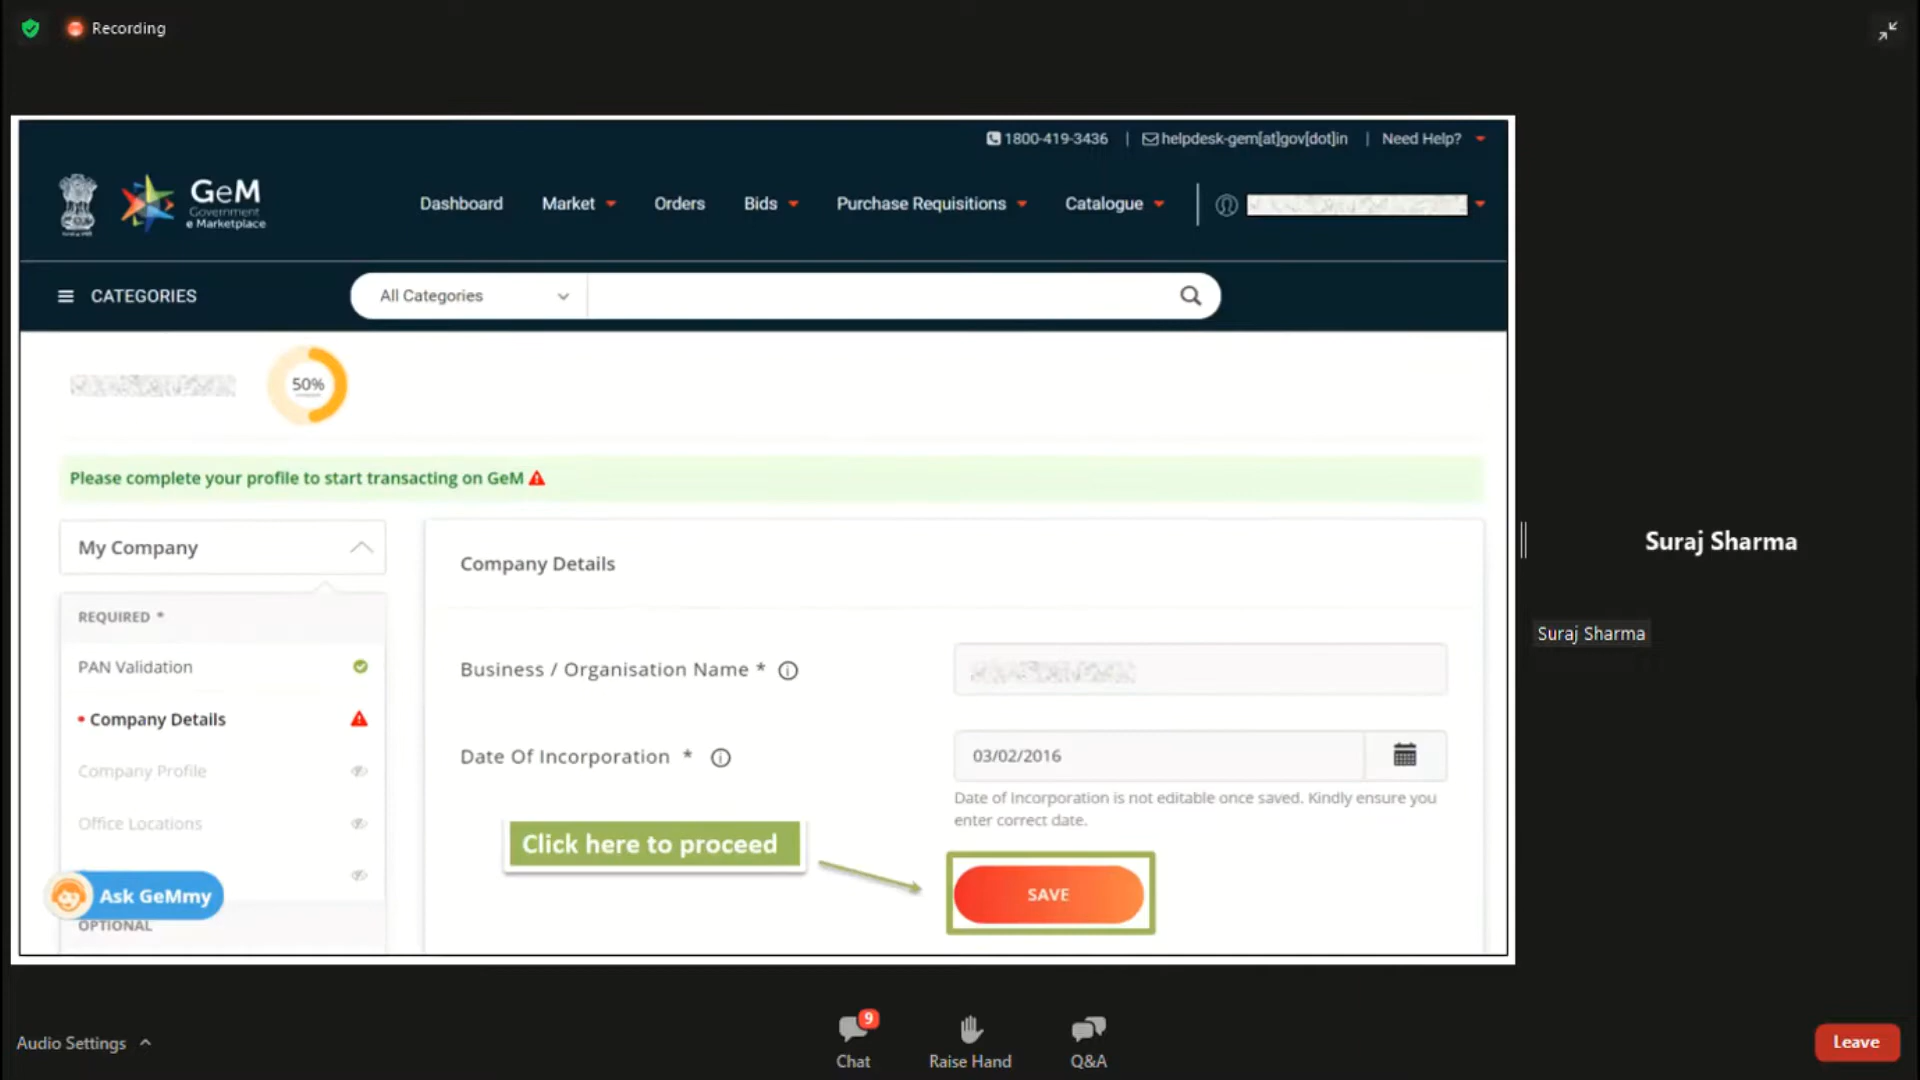 Recording
1800-419-3436 | helpdesk-gem[at]gov[dot]in | Need Help?
GeM
Government
e Marketplace
Dashboard Market Orders Bids Purchase Requisitions Catalogue
CATEGORIES
All Categories
50%
Please complete your profile to start transacting on GeM
My Company
REQUIRED *
PAN Validation
• Company Details
Company Profile
Office Locations
Ask GeMmy
OPTIONAL
Company Details
Business / Organisation Name *
Date Of Incorporation *
03/02/2016
Date of Incorporation is not editable once saved. Kindly ensure you
enter correct date.
Click here to proceed
SAVE
Suraj Sharma
Suraj Sharma
Audio Settings
9
Chat
Raise Hand
Q&A
Leave